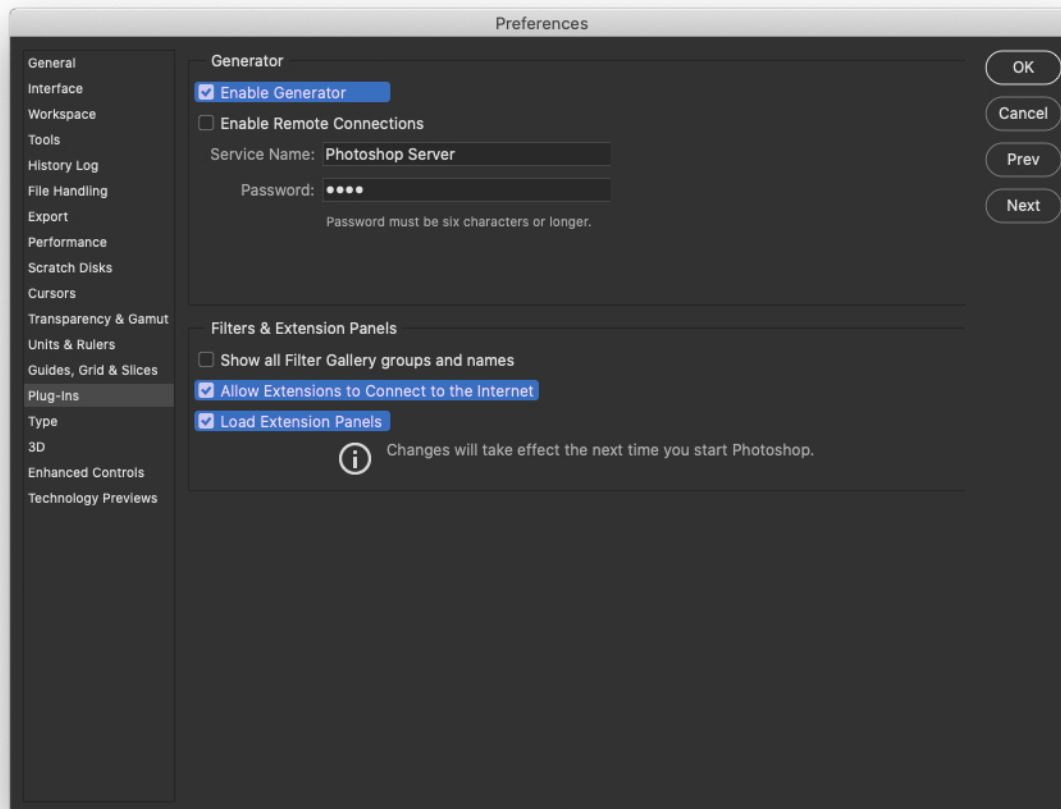 Preferences
General
Interface
Workspace
Tools
History Log
File Handling
Export
Performance
Scratch Disks
Cursors
Transparency & Gamut
Units & Rulers
Guides, Grid & Slices
Plug-Ins
Type
3D
Enhanced Controls
Technology Previews
Generator
Enable Generator
Enable Remote Connections
Service Name: Photoshop Server
Password: ••••
Password must be six characters or longer.
Filters & Extension Panels
Show all Filter Gallery groups and names
Allow Extensions to Connect to the Internet
Load Extension Panels
Changes will take effect the next time you start Photoshop.
OK
Cancel
Prev
Next